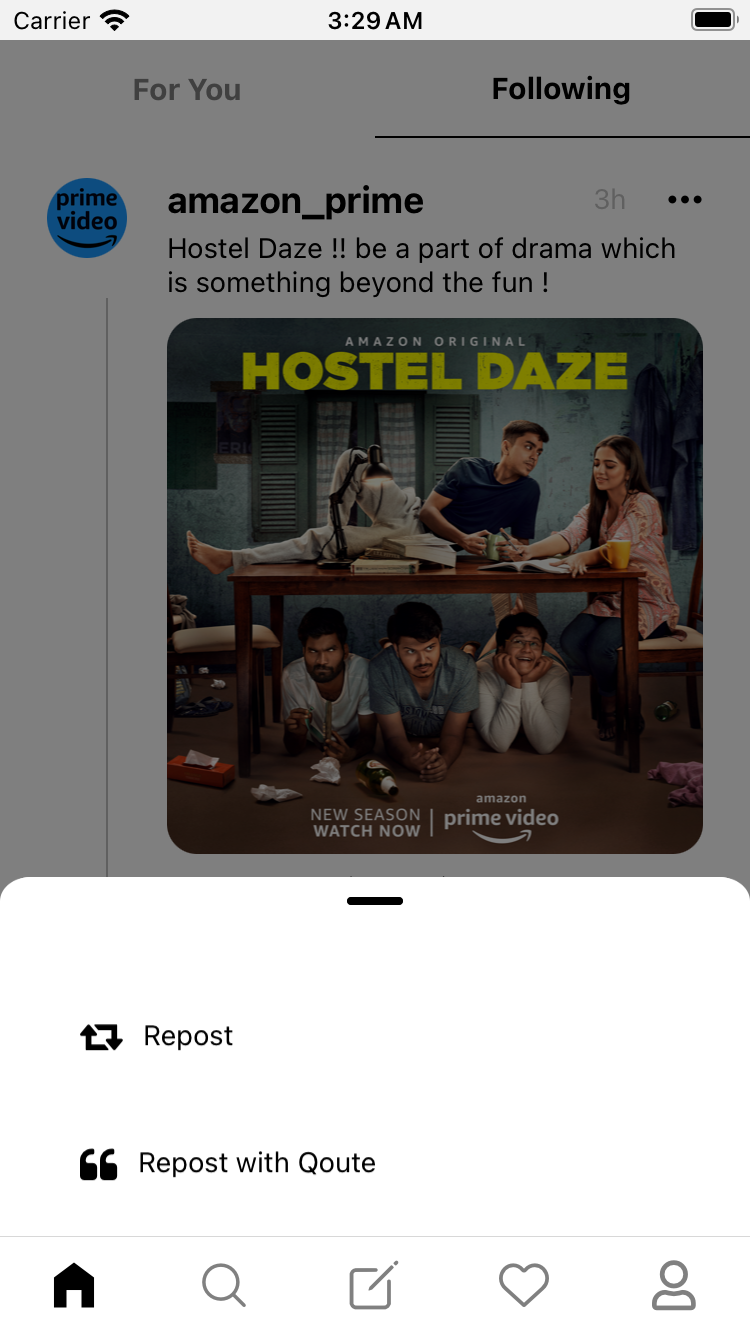 Carrier
3:29 AM
For You
Following
prime
video
amazon_prime
3h
Hostel Daze !! be a part of drama which
is something beyond the fun !
AMAZON ORIGINAL
HOSTEL DAZE
ERI
NEW SEASON
WATCH NOW
amazon
prime video
Repost
Repost with Qoute